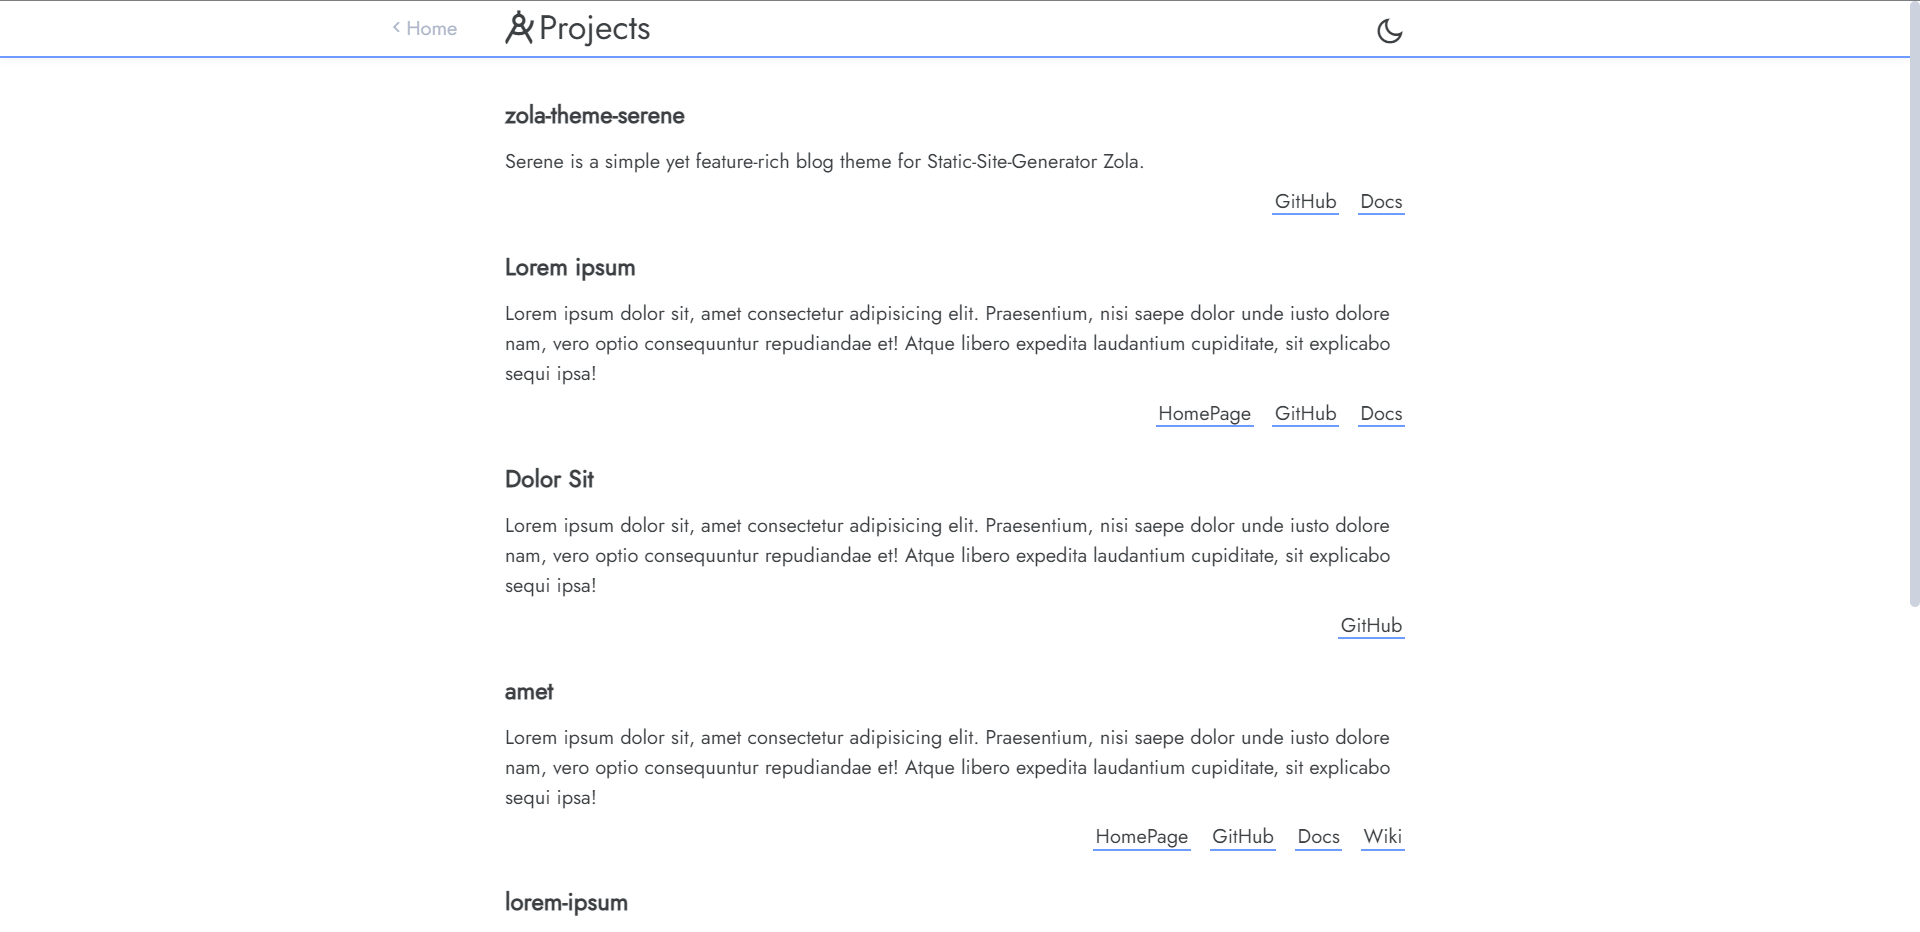 Home
Projects
zola-theme-serene
Serene is a simple yet feature-rich blog theme for Static-Site-Generator Zola.
GitHub Docs
Lorem ipsum
Lorem ipsum dolor sit, amet consectetur adipisicing elit. Praesentium, nisi saepe dolor unde iusto dolore
nam, vero optio consequuntur repudiandae et! Atque libero expedita laudantium cupiditate, sit explicabo
sequi ipsa!
HomePage GitHub Docs
Dolor Sit
Lorem ipsum dolor sit, amet consectetur adipisicing elit. Praesentium, nisi saepe dolor unde iusto dolore
nam, vero optio consequuntur repudiandae et! Atque libero expedita laudantium cupiditate, sit explicabo
sequi ipsa!
GitHub
amet
Lorem ipsum dolor sit, amet consectetur adipisicing elit. Praesentium, nisi saepe dolor unde iusto dolore
nam, vero optio consequuntur repudiandae et! Atque libero expedita laudantium cupiditate, sit explicabo
sequi ipsa!
HomePage GitHub Docs Wiki
lorem-ipsum